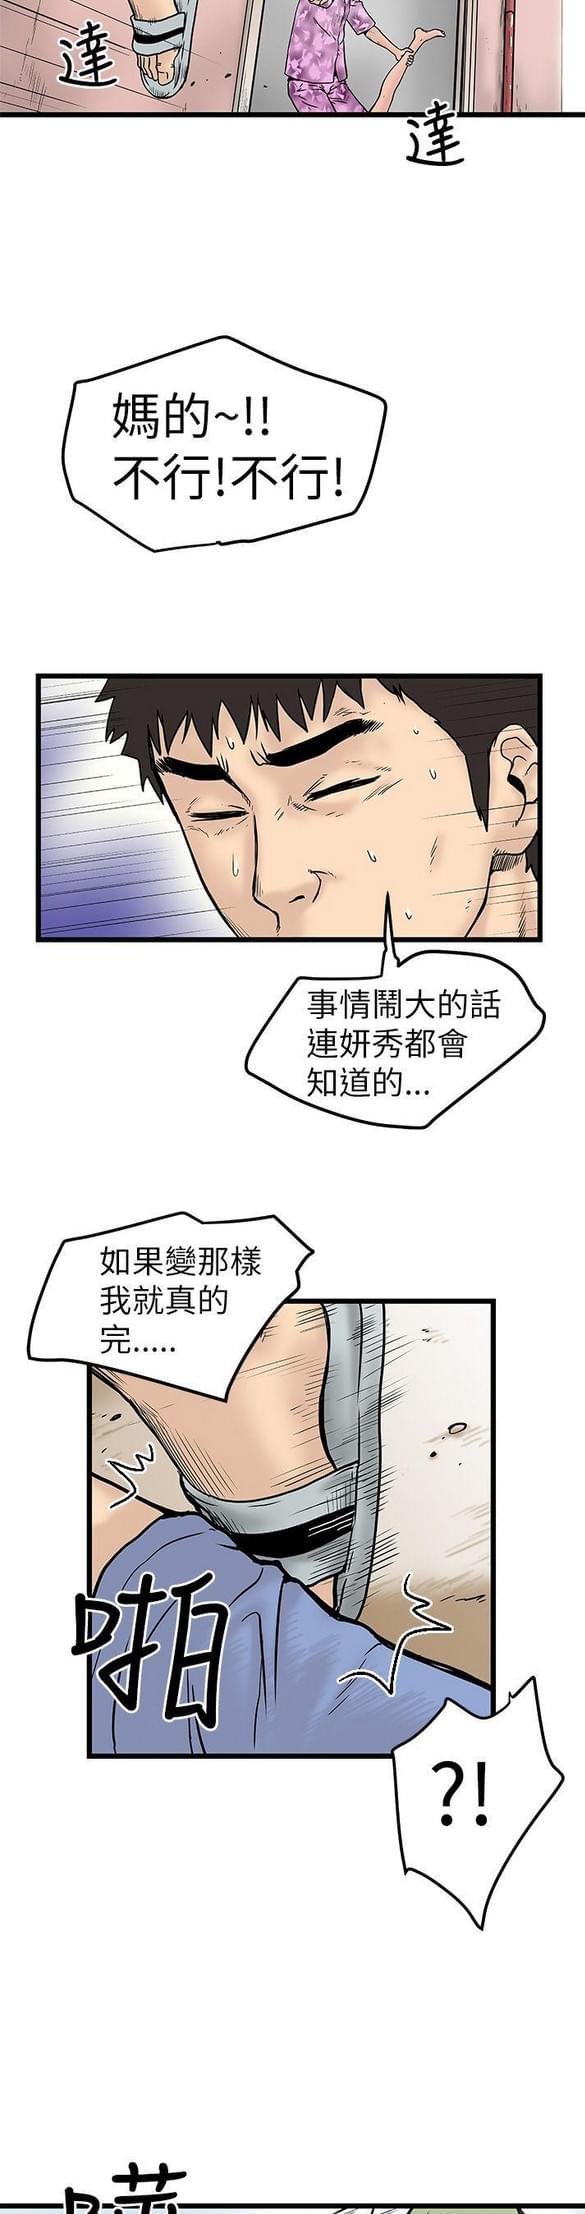 達
達
媽的~!!
不行!不行!
事情鬧大的話
連妍秀都會
知道的...
如果變那樣
我就真的
完.....
啪
?!